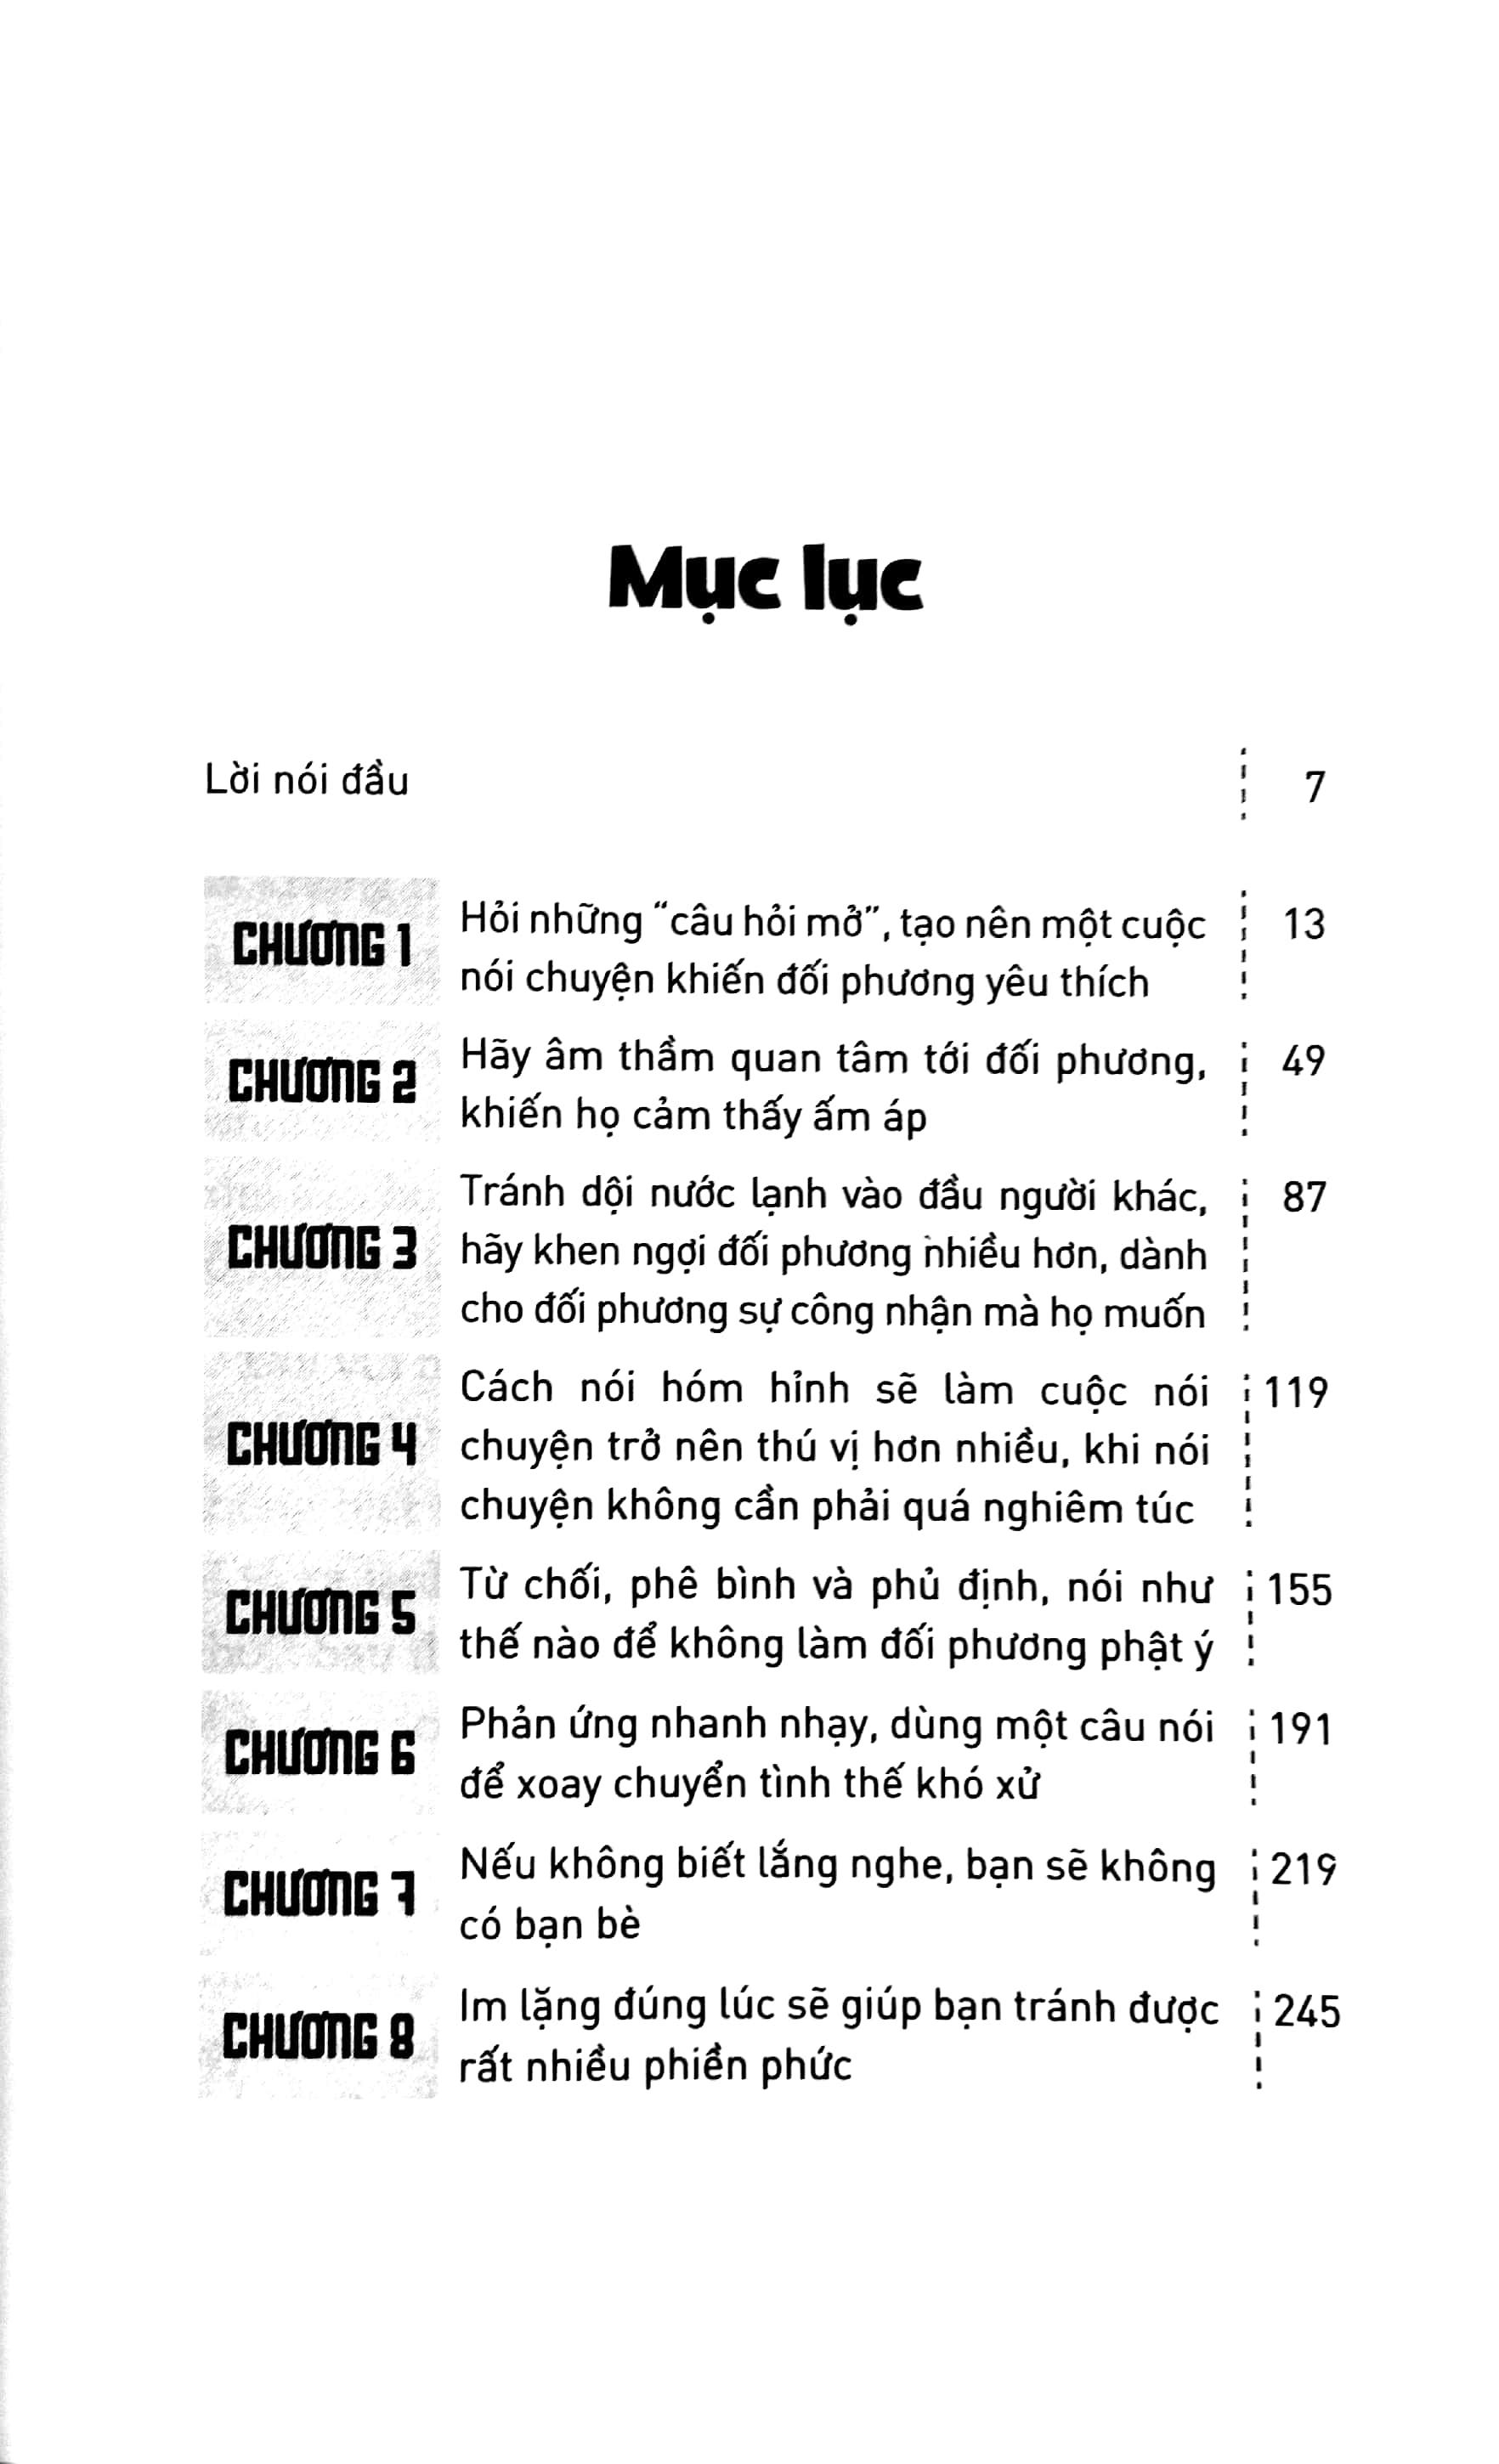 Mục lục
Lời nói đầu 7
CHƯƠNG 1 Hỏi những “câu hỏi mở”, tạo nên một cuộc 13
nói chuyện khiến đối phương yêu thích
CHƯƠNG 2 Hãy âm thầm quan tâm tới đối phương, 49
khiến họ cảm thấy ấm áp
CHƯƠNG 3 Tránh dội nước lạnh vào đầu người khác, 87
hãy khen ngợi đối phương nhiều hơn, dành
cho đối phương sự công nhận mà họ muốn
CHƯƠNG 4 Cách nói hóm hỉnh sẽ làm cuộc nói 119
chuyện trở nên thú vị hơn nhiều, khi nói
chuyện không cần phải quá nghiêm túc
CHƯƠNG 5 Từ chối, phê bình và phủ định, nói như 155
thế nào để không làm đối phương phật ý
CHƯƠNG 6 Phản ứng nhanh nhạy, dùng một câu nói 191
để xoay chuyển tình thế khó xử
CHƯƠNG 7 Nếu không biết lắng nghe, bạn sẽ không 219
có bạn bè
CHƯƠNG 8 Im lặng đúng lúc sẽ giúp bạn tránh được 245
rất nhiều phiền phức